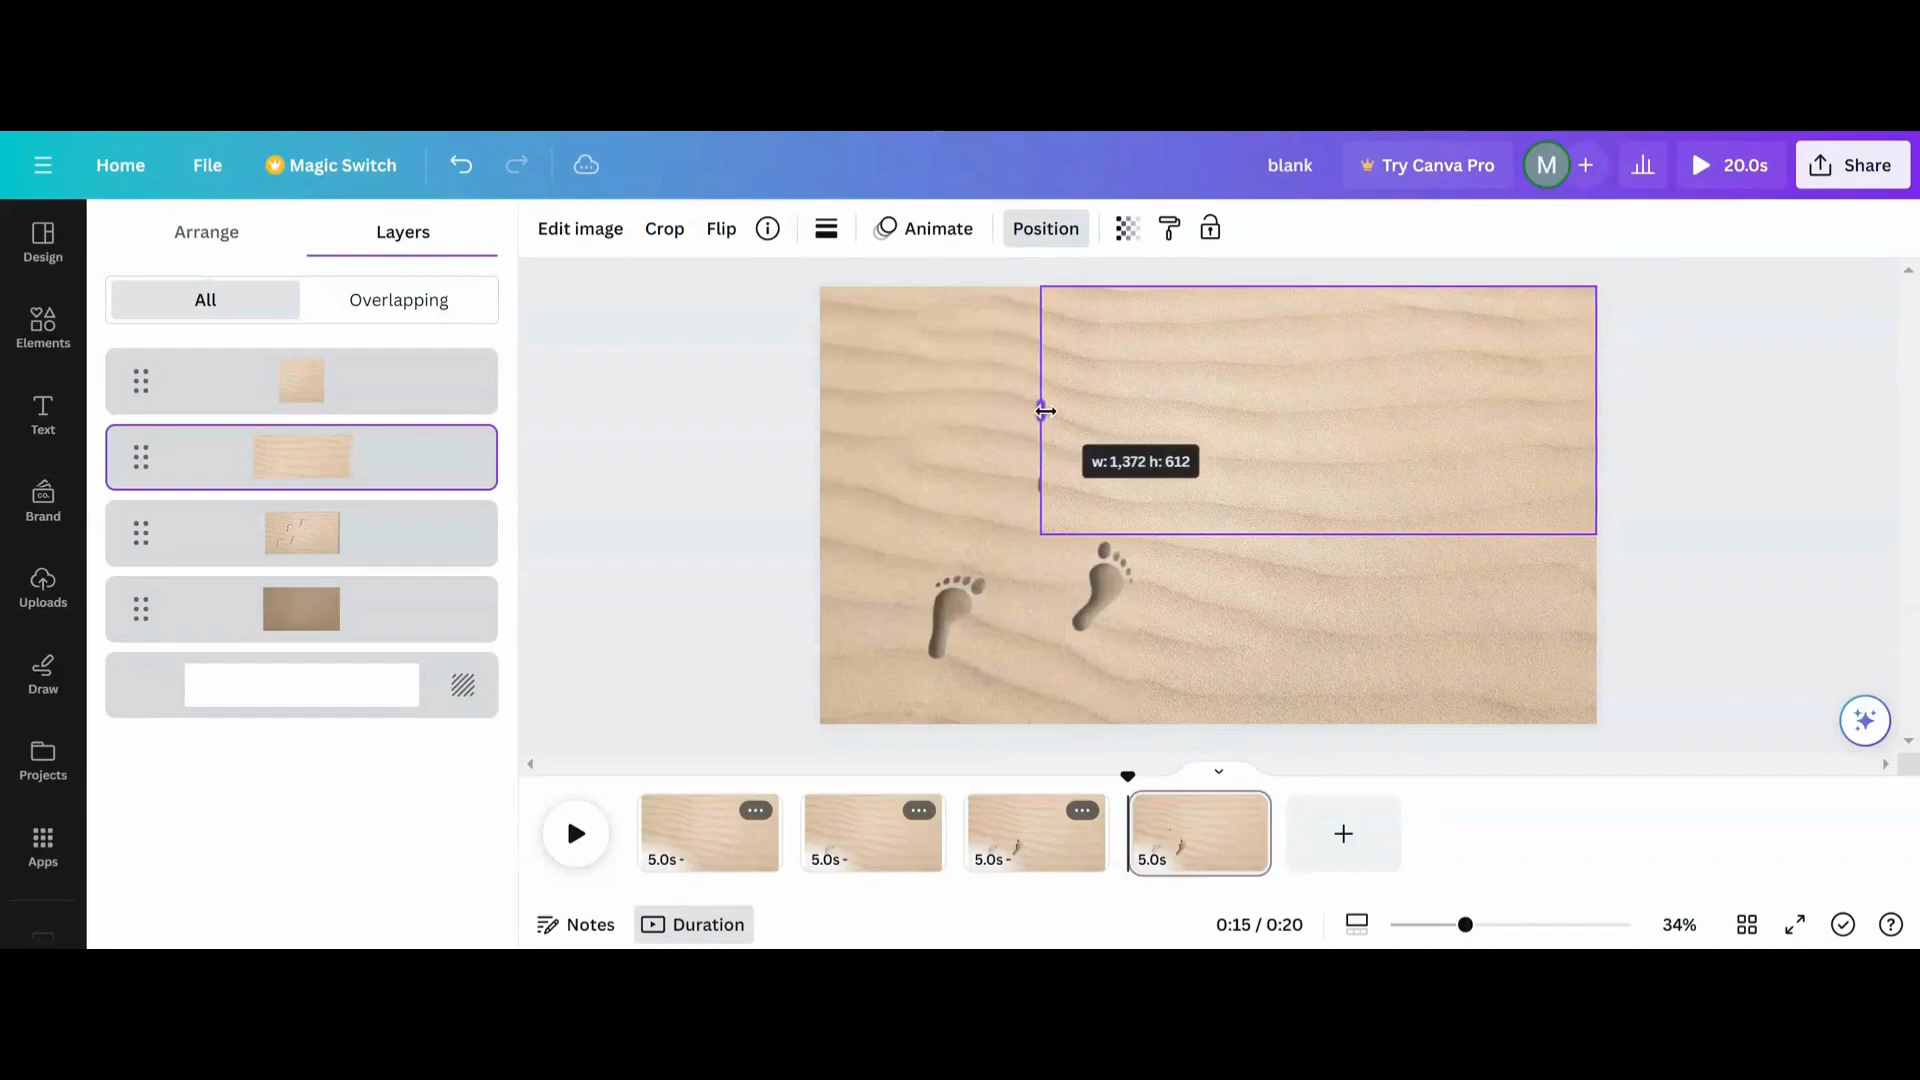 Home File Magic Switch blank Try Canva Pro M 20.0s Share
Design
Elements
Text
Brand
CO.
Uploads
Draw
Projects
Apps
Arrange Layers
All Overlapping
Edit image Crop Flip Animate Position
w: 1,372 h: 612
5.0s - 5.0s - 5.0s - 5.0s
Notes Duration 0:15 / 0:20 34%